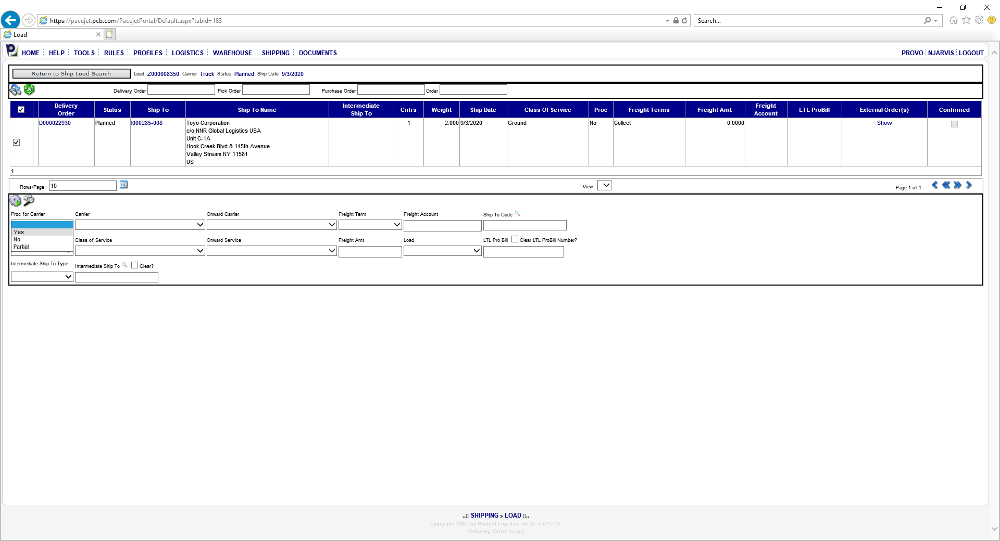 https://pacejet.pcb.com/PacejetPortal/Default.aspx?tabid=183
Search...
Load
HOME HELP TOOLS RULES PROFILES LOGISTICS WAREHOUSE SHIPPING DOCUMENTS PROVO NJARVIS LOGOUT
Return to Ship Load Search Load Z000008350 Carrier Truck Status Planned Ship Date 9/3/2020
Delivery Order Pick Order Purchase Order Order
Delivery Order Status Ship To Ship To Name Intermediate Ship To Cntrs Weight Ship Date Class Of Service Proc Freight Terms Freight Amt Freight Account LTL ProBill External Order(s) Confirmed
D000022930 Planned I000285-008 Toyo Corporation 1 2.000 9/3/2020 Ground No Collect 0.0000 Show
c/o NNR Global Logistics USA
Unit C-1A
Hook Creek Blvd & 145th Avenue
Valley Stream NY 11581
US
1
Rows/Page: 10 View Page 1 of 1
Proc for Carrier Carrier Onward Carrier Freight Term Freight Account Ship To Code
Yes
No
Partial
Class of Service Onward Service Freight Amt Load LTL Pro Bill Clear LTL ProBill Number?
Intermediate Ship To Type Intermediate Ship To Clear?
..:: SHIPPING » LOAD ::..
Copyright 2007 by Pacejet Logistics Inc. (v. 5.0.17.2)
Delivery Order Load